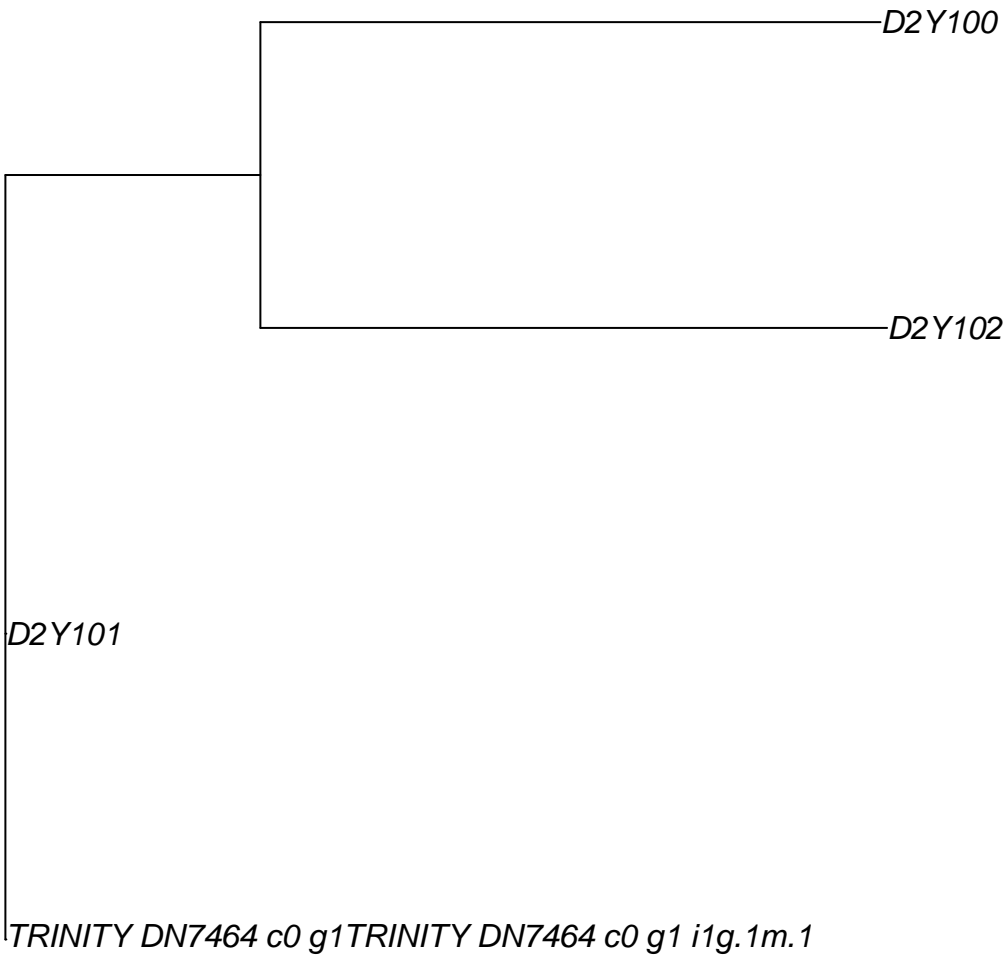 D2Y100
D2Y102
D2Y101
TRINITY DN7464 c0 g1TRINITY DN7464 c0 g1 i1g.1m.1